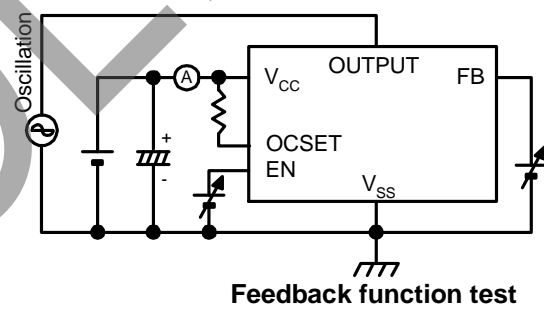 Oscillation
A
OUTPUT
VCC
FB
OCSET
EN
VSS
+
-
Feedback function test